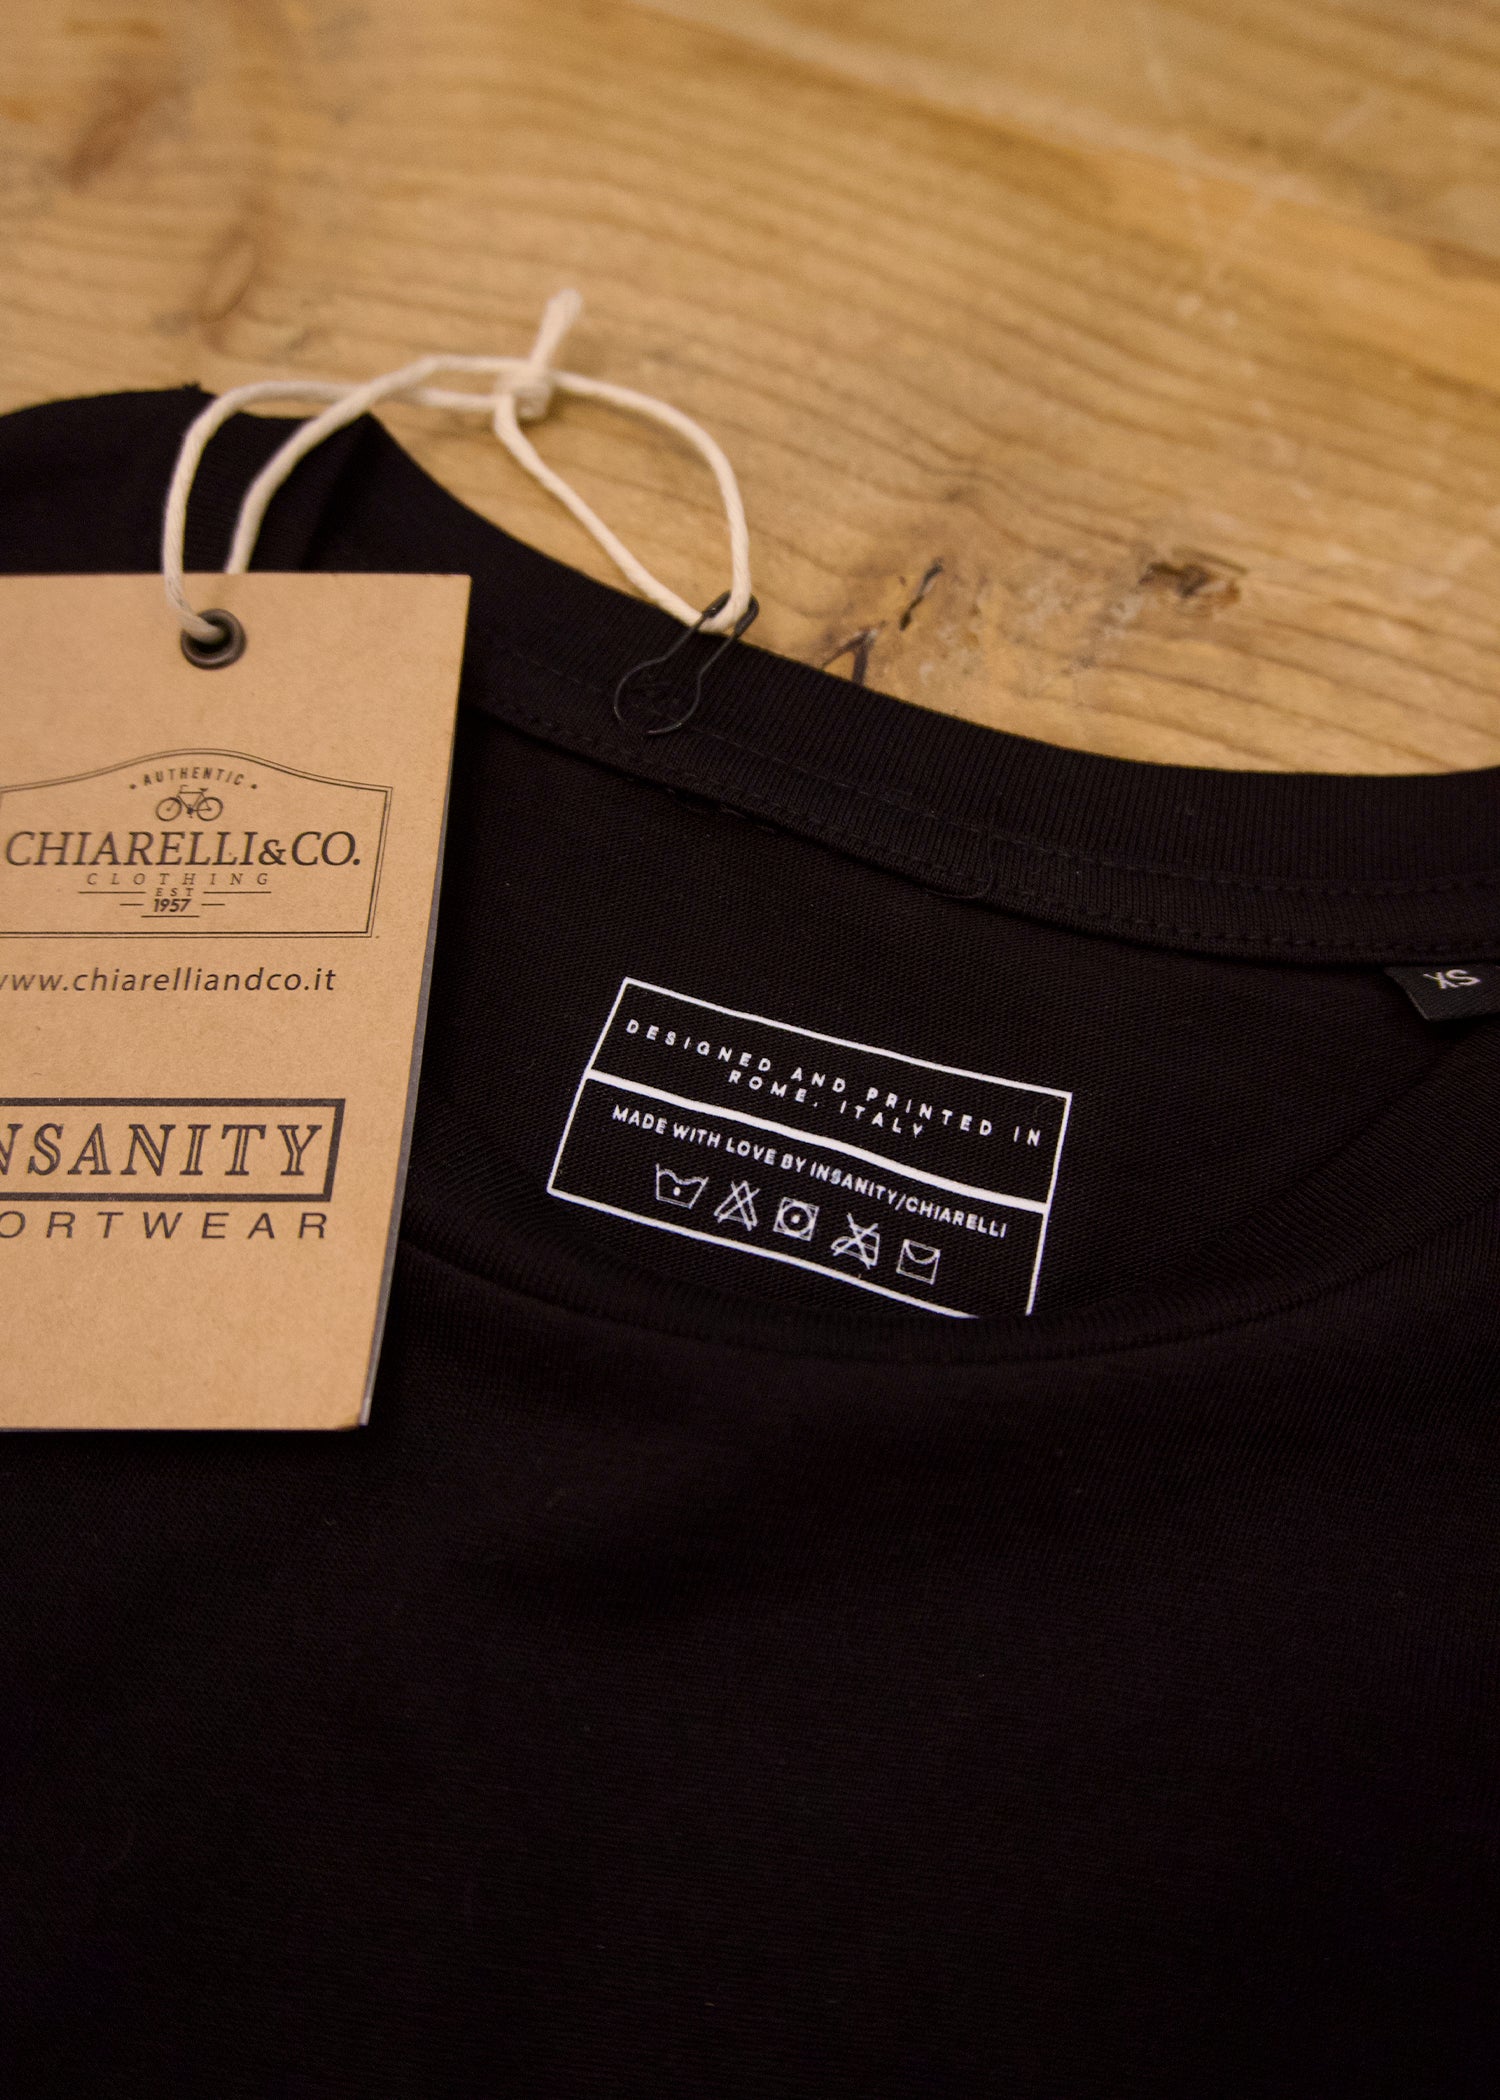 • AUTHENTIC •
CHIARELLI&CO.
CLOTHING
EST
1957
www.chiarelliandco.it
NSANITY
ORTWEAR
XS
DESIGNED AND PRINTED IN
ROME, ITALY
MADE WITH LOVE BY INSANITY/CHIARELLI